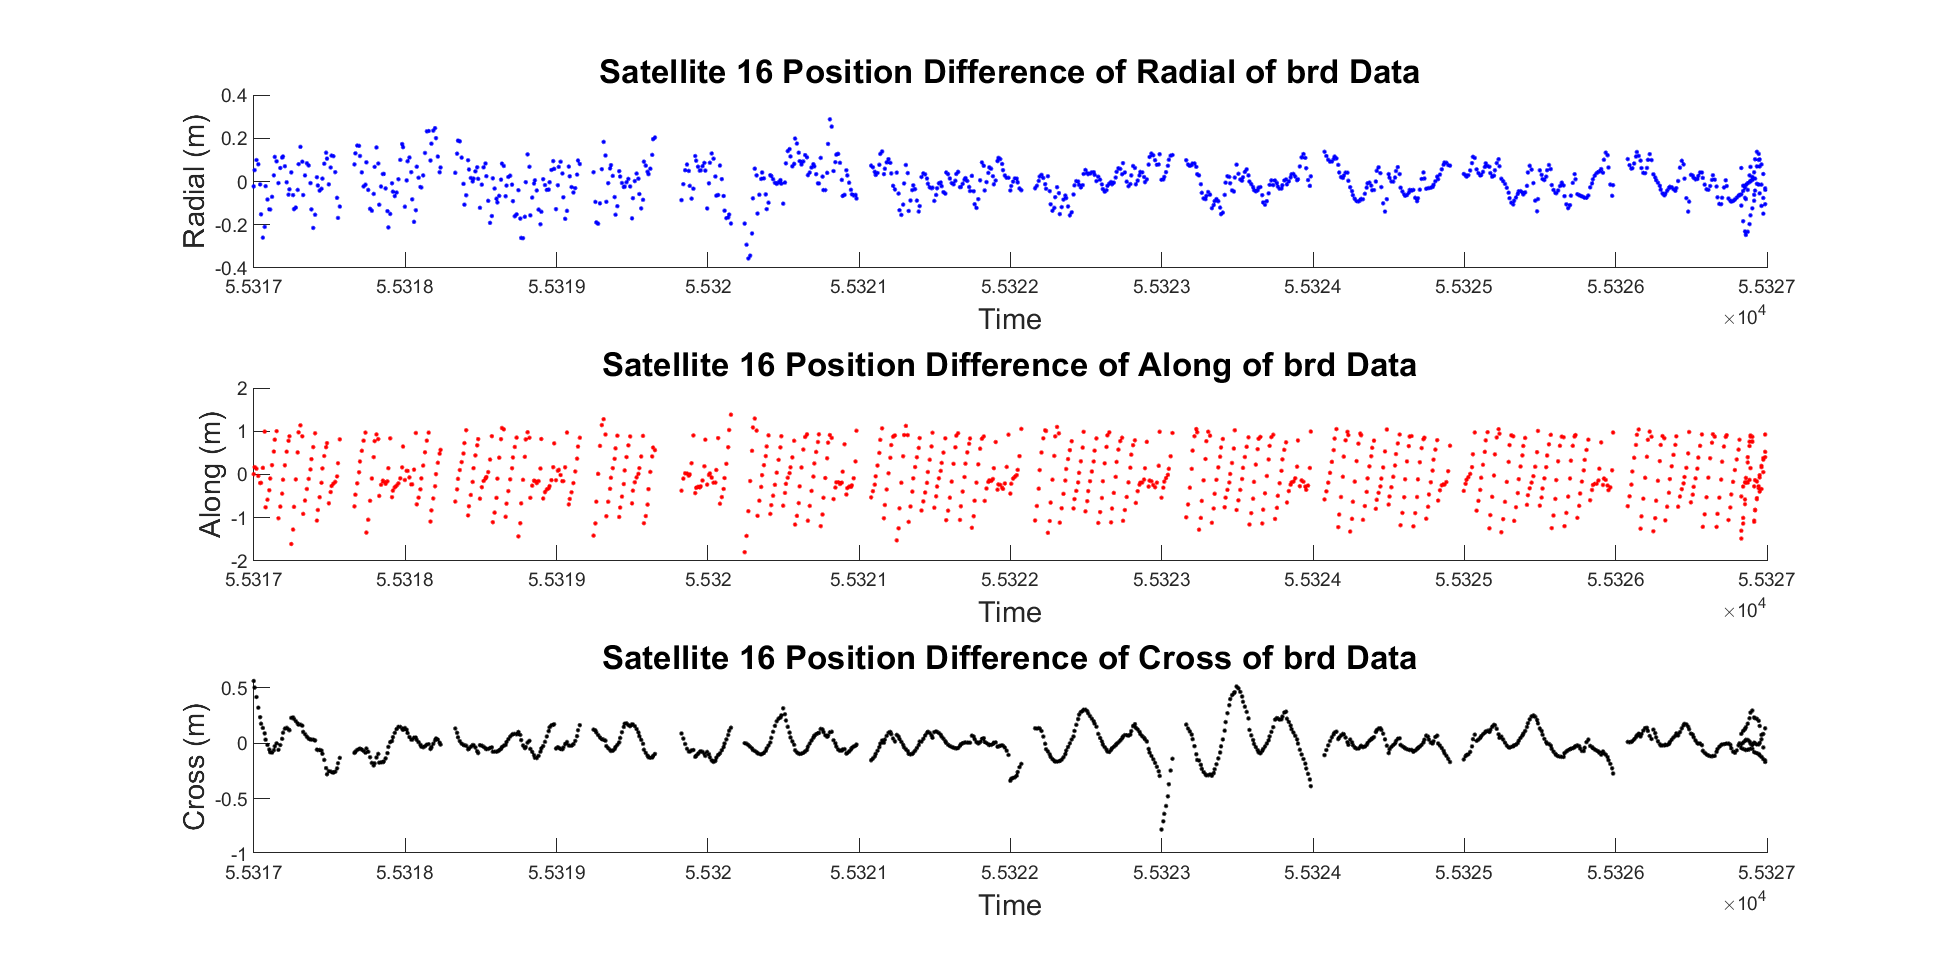 Satellite 16 Position Difference of Radial of brd Data
Radial (m)
0.4
0.2
0
-0.2
-0.4
5.5317 5.5318 5.5319 5.532 5.5321 5.5322 5.5323 5.5324 5.5325 5.5326 5.5327
Time
×10^4
Satellite 16 Position Difference of Along of brd Data
Along (m)
2
1
0
-1
-2
5.5317 5.5318 5.5319 5.532 5.5321 5.5322 5.5323 5.5324 5.5325 5.5326 5.5327
Time
×10^4
Satellite 16 Position Difference of Cross of brd Data
Cross (m)
0.5
0
-0.5
-1
5.5317 5.5318 5.5319 5.532 5.5321 5.5322 5.5323 5.5324 5.5325 5.5326 5.5327
Time
×10^4